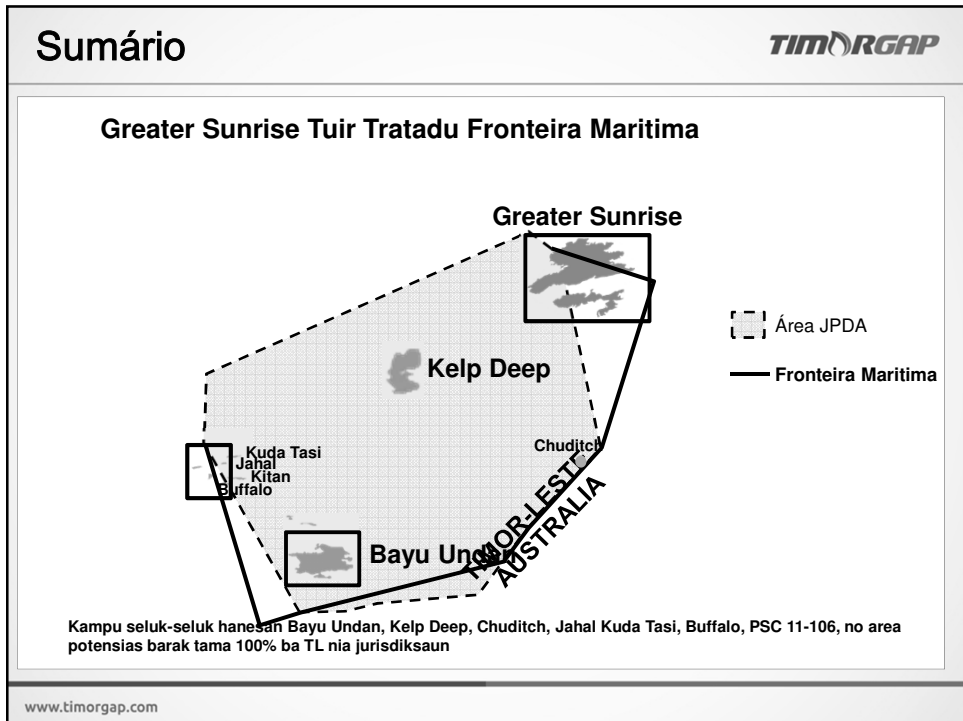 Sumário
TIMORGAP
Greater Sunrise Tuir Tratadu Fronteira Maritima
Greater Sunrise
Área JPDA
Kelp Deep
Fronteira Maritima
Chuditch
Kuda Tasi
Jahal
Kitan
Buffalo
TIMOR-LESTE
AUSTRALIA
Bayu Undan
Kampu seluk-seluk hanesan Bayu Undan, Kelp Deep, Chuditch, Jahal Kuda Tasi, Buffalo, PSC 11-106, no area
potensias barak tama 100% ba TL nia jurisdiksaun
www.timorgap.com